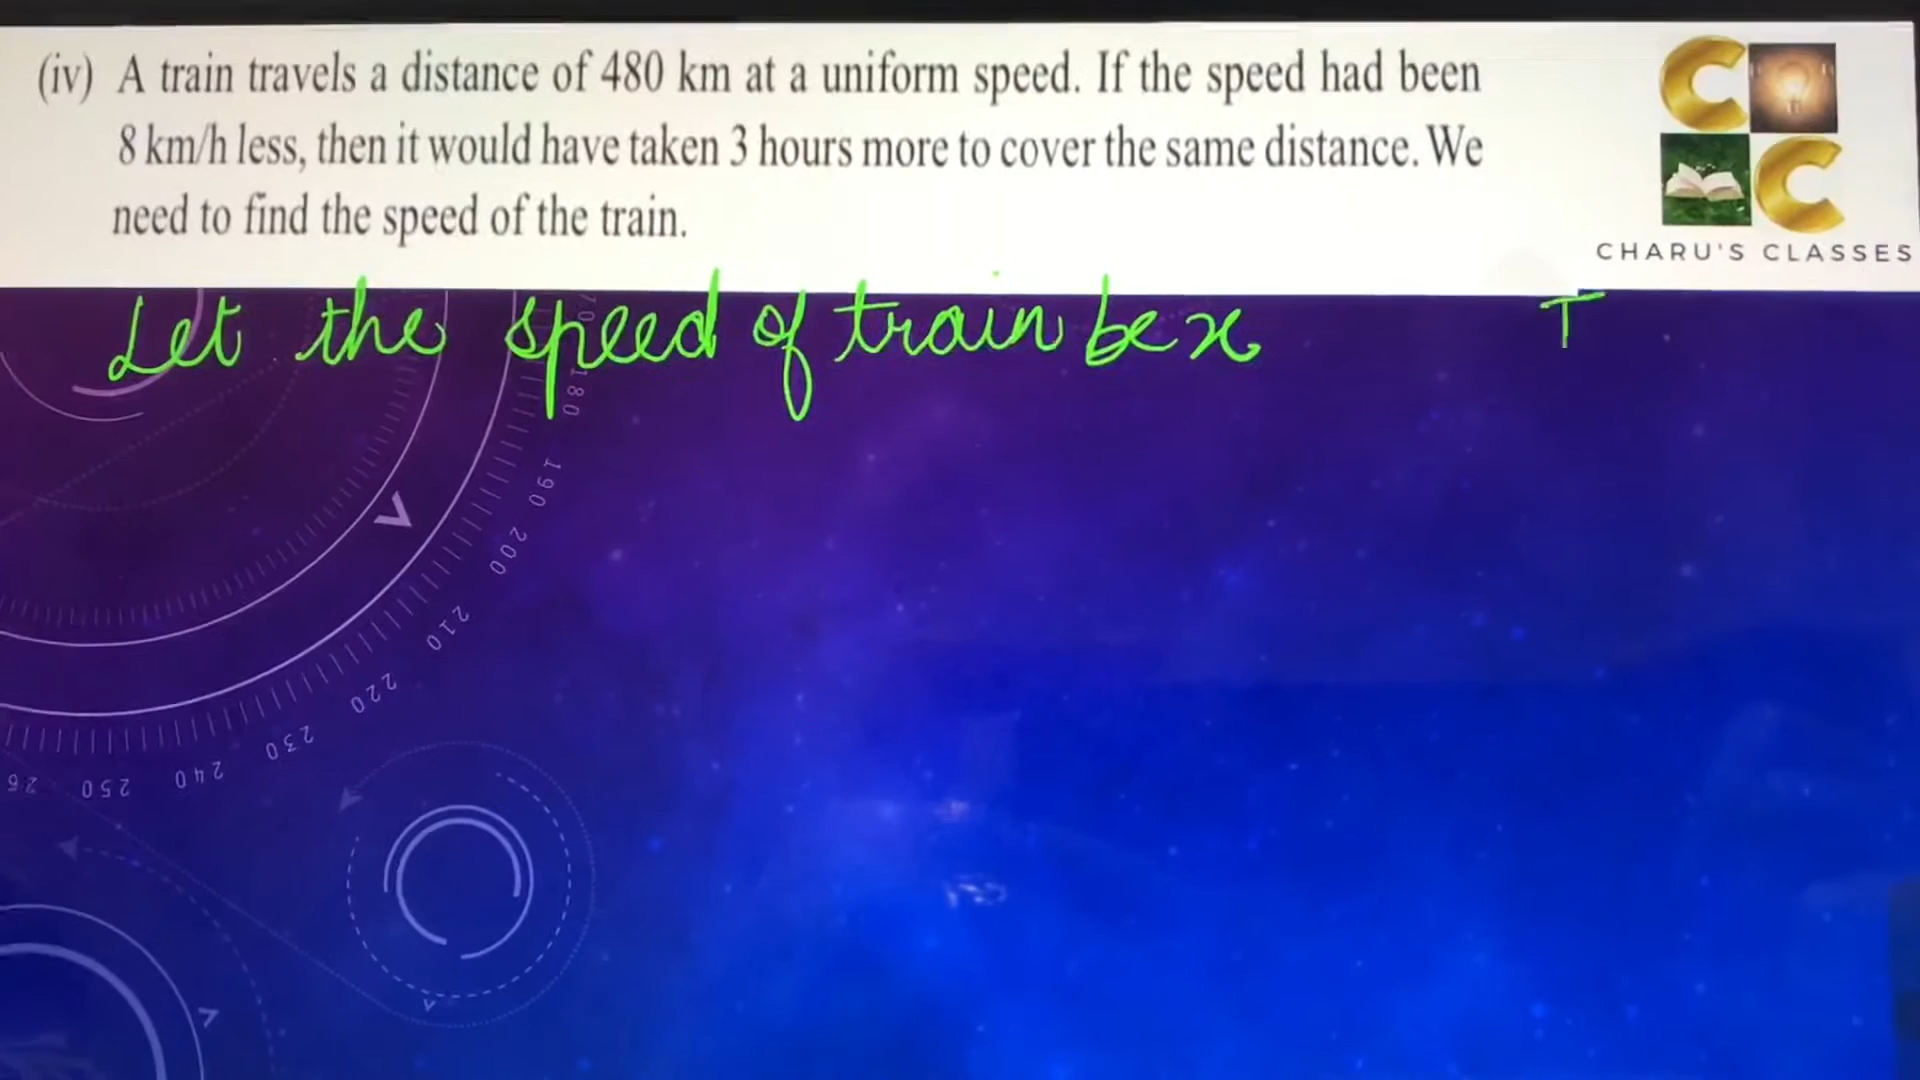 (iv) A train travels a distance of 480 km at a uniform speed. If the speed had been
8 km/h less, then it would have taken 3 hours more to cover the same distance. We
need to find the speed of the train.
C
C
CHARU'S CLASSES
Let the speed of train be x
T
180
190
200
210
220
230
240
250
26